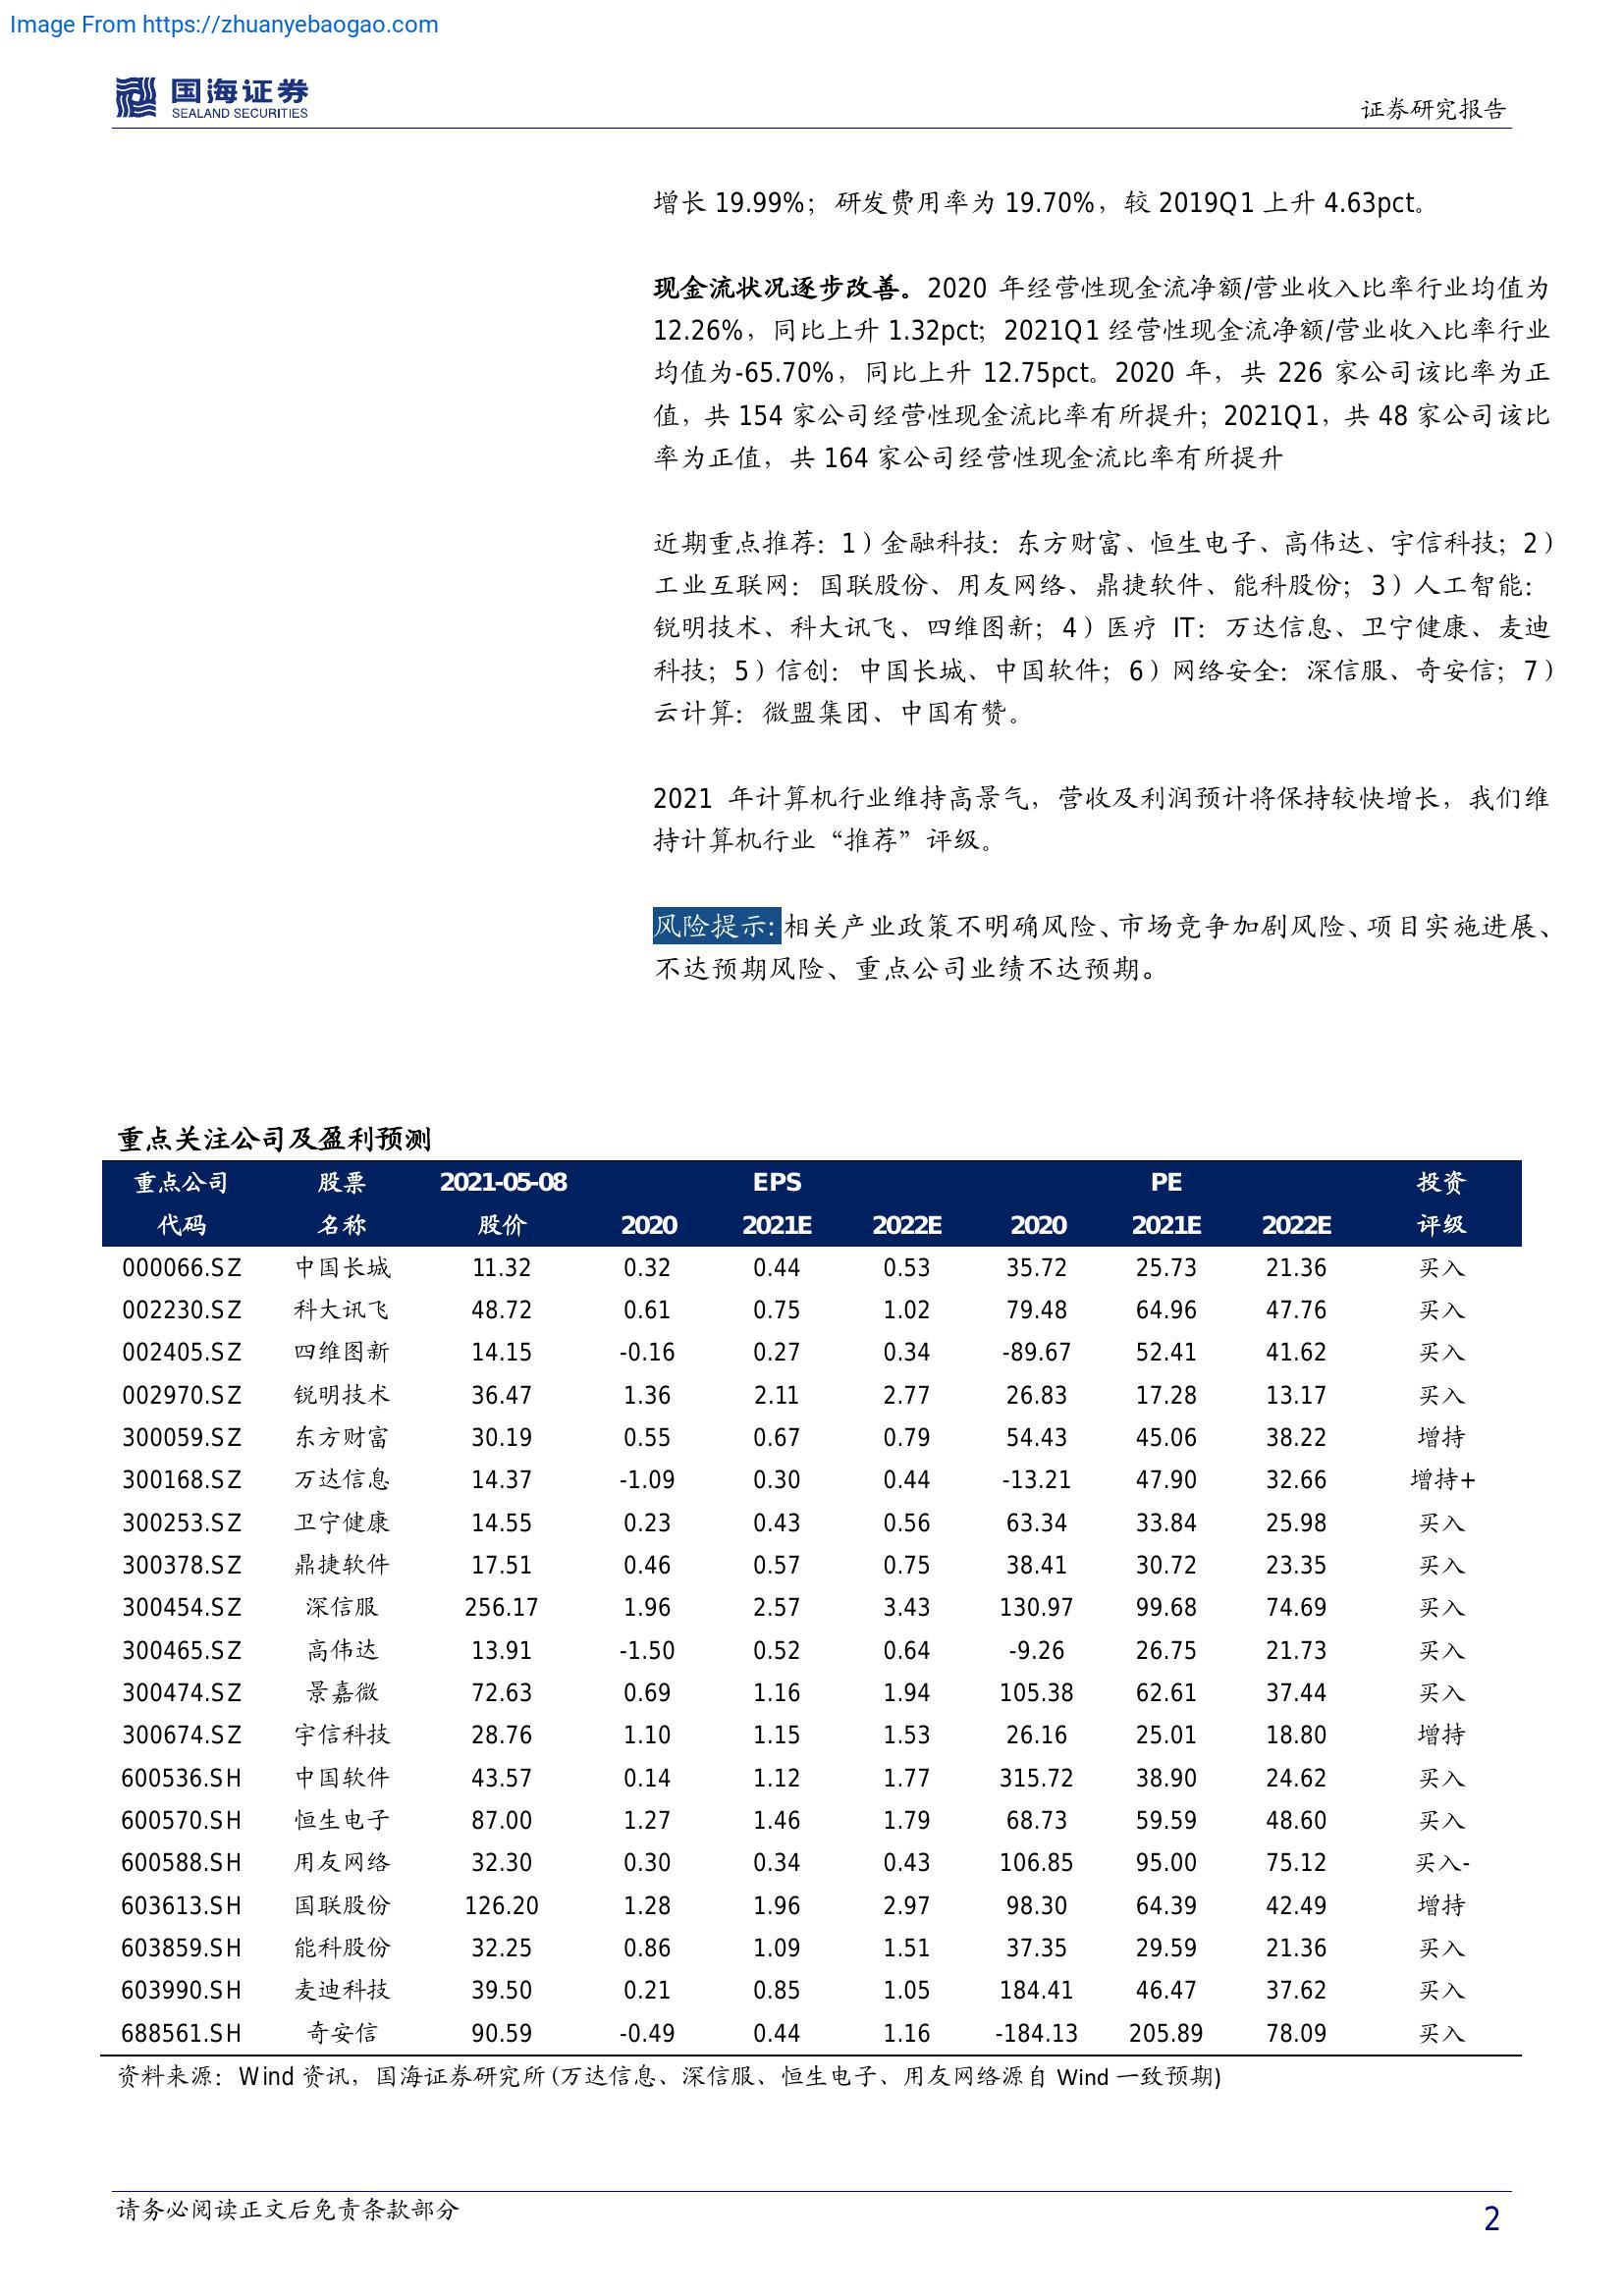 Image From https://zhuanyebaogao.com
国海证券
SEALAND SECURITIES
证券研究报告
增长 19.99%；研发费用率为 19.70%，较 2019Q1 上升 4.63pct。
现金流状况逐步改善。2020 年经营性现金流净额/营业收入比率行业均值为
12.26%，同比上升 1.32pct；2021Q1 经营性现金流净额/营业收入比率行业
均值为-65.70%，同比上升 12.75pct。2020 年，共 226 家公司该比率为正
值，共 154 家公司经营性现金流比率有所提升；2021Q1，共 48 家公司该比
率为正值，共 164 家公司经营性现金流比率有所提升
近期重点推荐：1）金融科技：东方财富、恒生电子、高伟达、宇信科技；2）
工业互联网：国联股份、用友网络、鼎捷软件、能科股份；3）人工智能：
锐明技术、科大讯飞、四维图新；4）医疗 IT：万达信息、卫宁健康、麦迪
科技；5）信创：中国长城、中国软件；6）网络安全：深信服、奇安信；7）
云计算：微盟集团、中国有赞。
2021 年计算机行业维持高景气，营收及利润预计将保持较快增长，我们维
持计算机行业“推荐”评级。
风险提示：相关产业政策不明确风险、市场竞争加剧风险、项目实施进展、
不达预期风险、重点公司业绩不达预期。
重点关注公司及盈利预测
重点公司 股票 2021-05-08 EPS PE 投资
代码 名称 股价 2020 2021E 2022E 2020 2021E 2022E 评级
000066.SZ 中国长城 11.32 0.32 0.44 0.53 35.72 25.73 21.36 买入
002230.SZ 科大讯飞 48.72 0.61 0.75 1.02 79.48 64.96 47.76 买入
002405.SZ 四维图新 14.15 -0.16 0.27 0.34 -89.67 52.41 41.62 买入
002970.SZ 锐明技术 36.47 1.36 2.11 2.77 26.83 17.28 13.17 买入
300059.SZ 东方财富 30.19 0.55 0.67 0.79 54.43 45.06 38.22 增持
300168.SZ 万达信息 14.37 -1.09 0.30 0.44 -13.21 47.90 32.66 增持+
300253.SZ 卫宁健康 14.55 0.23 0.43 0.56 63.34 33.84 25.98 买入
300378.SZ 鼎捷软件 17.51 0.46 0.57 0.75 38.41 30.72 23.35 买入
300454.SZ 深信服 256.17 1.96 2.57 3.43 130.97 99.68 74.69 买入
300465.SZ 高伟达 13.91 -1.50 0.52 0.64 -9.26 26.75 21.73 买入
300474.SZ 景嘉微 72.63 0.69 1.16 1.94 105.38 62.61 37.44 买入
300674.SZ 宇信科技 28.76 1.10 1.15 1.53 26.16 25.01 18.80 增持
600536.SH 中国软件 43.57 0.14 1.12 1.77 315.72 38.90 24.62 买入
600570.SH 恒生电子 87.00 1.27 1.46 1.79 68.73 59.59 48.60 买入
600588.SH 用友网络 32.30 0.30 0.34 0.43 106.85 95.00 75.12 买入-
603613.SH 国联股份 126.20 1.28 1.96 2.97 98.30 64.39 42.49 增持
603859.SH 能科股份 32.25 0.86 1.09 1.51 37.35 29.59 21.36 买入
603990.SH 麦迪科技 39.50 0.21 0.85 1.05 184.41 46.47 37.62 买入
688561.SH 奇安信 90.59 -0.49 0.44 1.16 -184.13 205.89 78.09 买入
资料来源：Wind 资讯，国海证券研究所(万达信息、深信服、恒生电子、用友网络源自 Wind 一致预期)
请务必阅读正文后免责条款部分
2